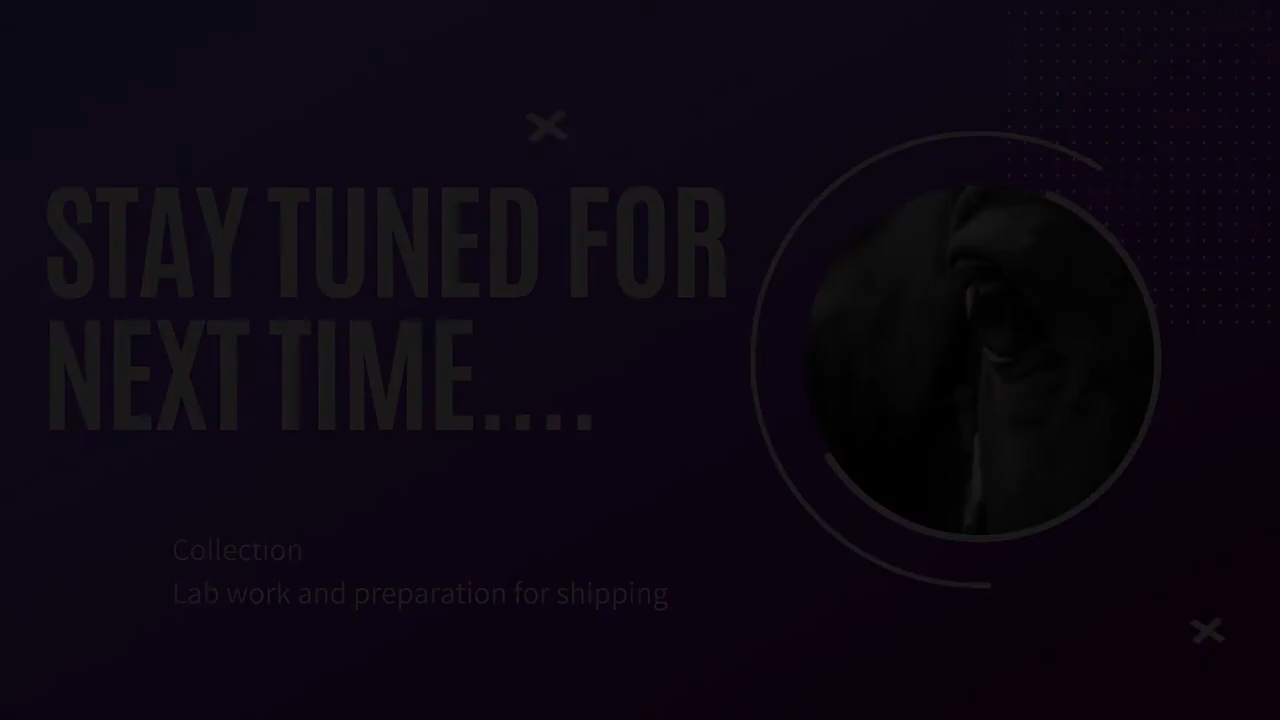 STAY TUNED FOR
NEXT TIME....
Collection
Lab work and preparation for shipping